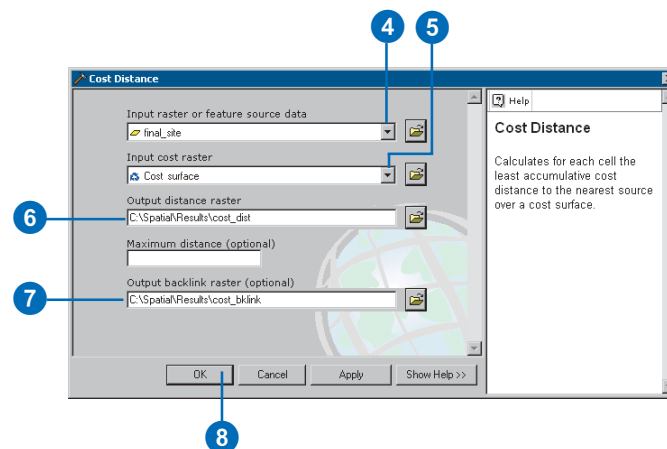 4
5
Cost Distance
Input raster or feature source data
final_site
Input cost raster
Cost surface
Output distance raster
6
C:\Spatial\Results\cost_dist
Maximum distance (optional)
Output backlink raster (optional)
7
C:\Spatial\Results\cost_bklink
OK
Cancel
Apply
Show Help >>
8
Help
Cost Distance
Calculates for each cell the
least accumulative cost
distance to the nearest source
over a cost surface.